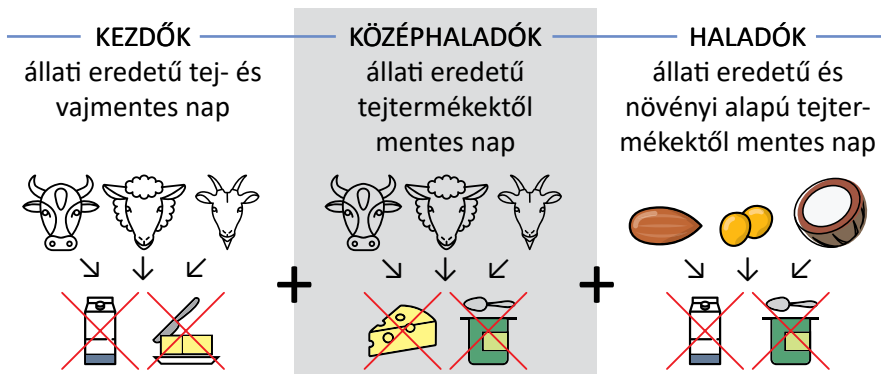 KEZDŐK
állati eredetű tej- és
vajmentes nap
KÖZÉPHALADÓK
állati eredetű
tejtermékektől
mentes nap
HALADÓK
állati eredetű és
növényi alapú tejter-
mékektől mentes nap
+
+